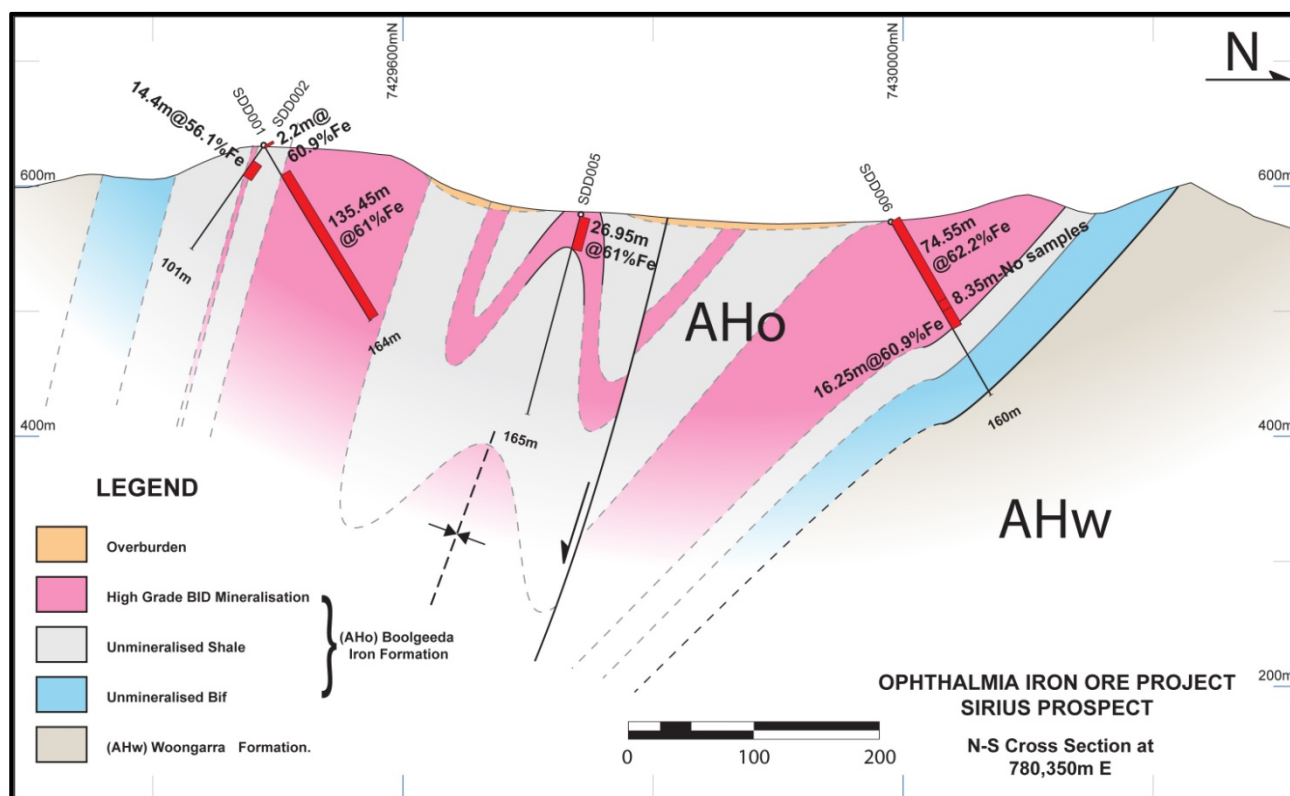 7429600mN
7430000mN
N
SDD001
SDD002
14.4m@56.1%Fe
2.2m@
60.9%Fe
SDD005
SDD006
600m
600m
135.45m
@61%Fe
26.95m
@61%Fe
74.55m
@62.2%Fe
8.35m-No samples
101m
164m
AHo
16.25m@60.9%Fe
160m
400m
400m
165m
AHw
LEGEND
Overburden
High Grade BID Mineralisation
Unmineralised Shale
(AHo) Boolgeeda
Iron Formation
Unmineralised Bif
(AHw) Woongarra Formation.
200m
OPHTHALMIA IRON ORE PROJECT
SIRIUS PROSPECT
N-S Cross Section at
780,350m E
0 100 200